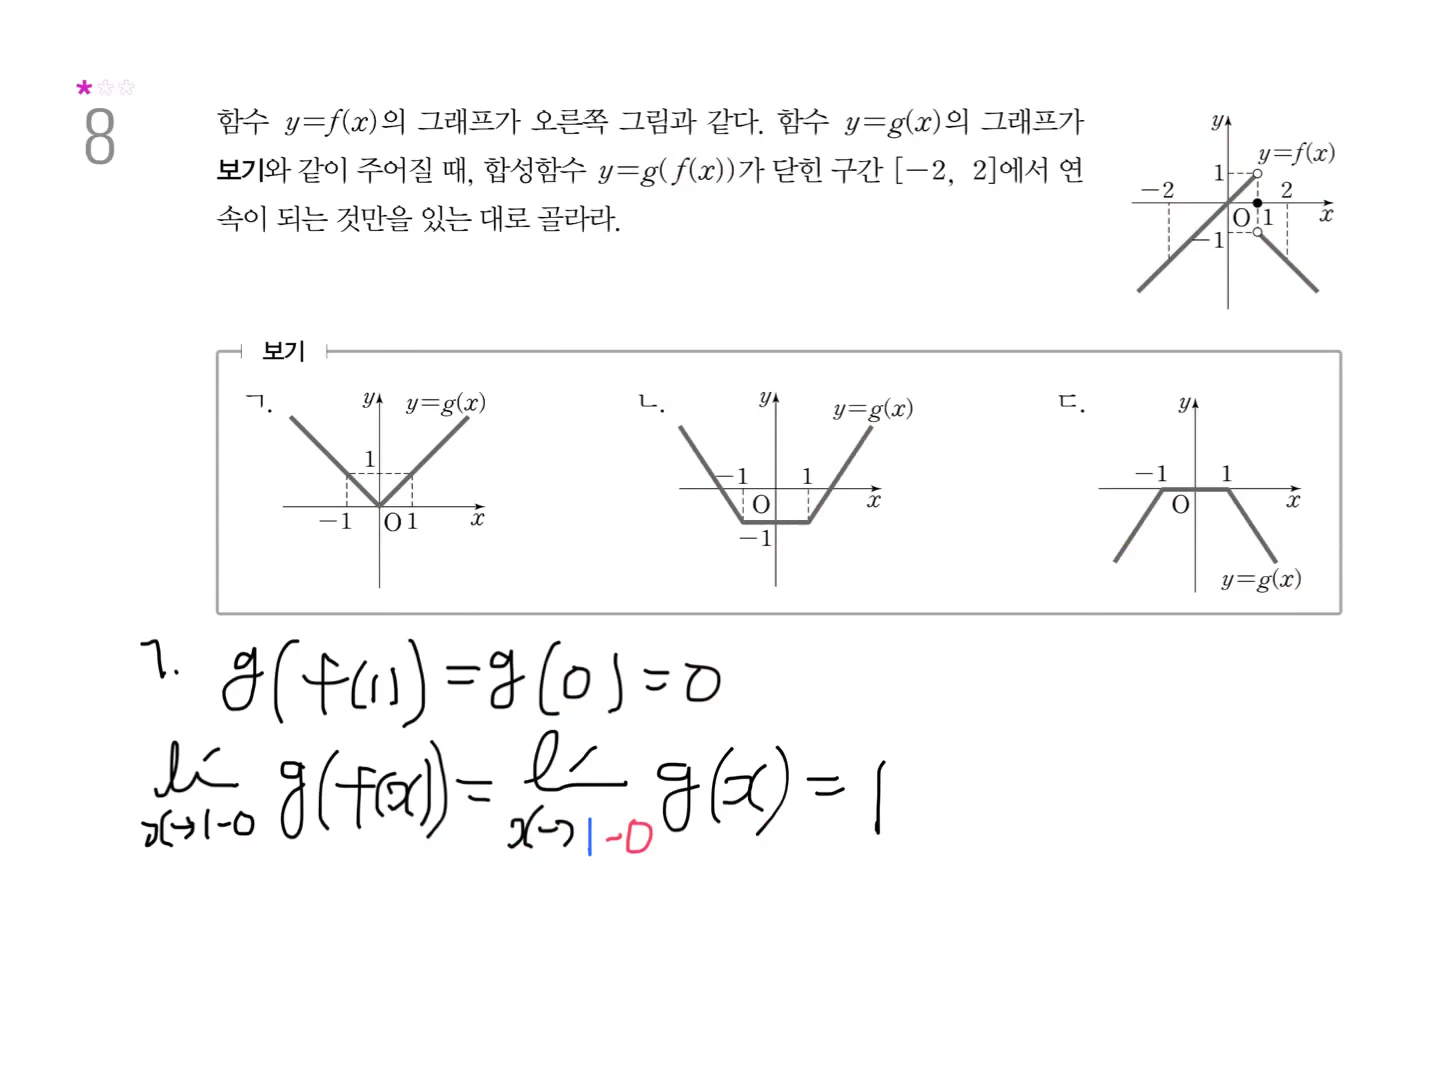 8
함수 y=f(x)의 그래프가 오른쪽 그림과 같다. 함수 y=g(x)의 그래프가
보기와 같이 주어질 때, 합성함수 y=g(f(x))가 닫힌 구간 [-2, 2]에서 연
속이 되는 것만을 있는 대로 골라라.
y
y=f(x)
1
-2
2
O
1
x
-1
보기
ㄱ.
y
y=g(x)
1
-1
O
1
x
ㄴ.
y
y=g(x)
-1
1
O
x
-1
ㄷ.
y
-1
1
O
x
y=g(x)
ㄱ. g(f(1))=g(0)=0
lim x→1-0 g(f(x))= lim x→1-0 g(x)=1